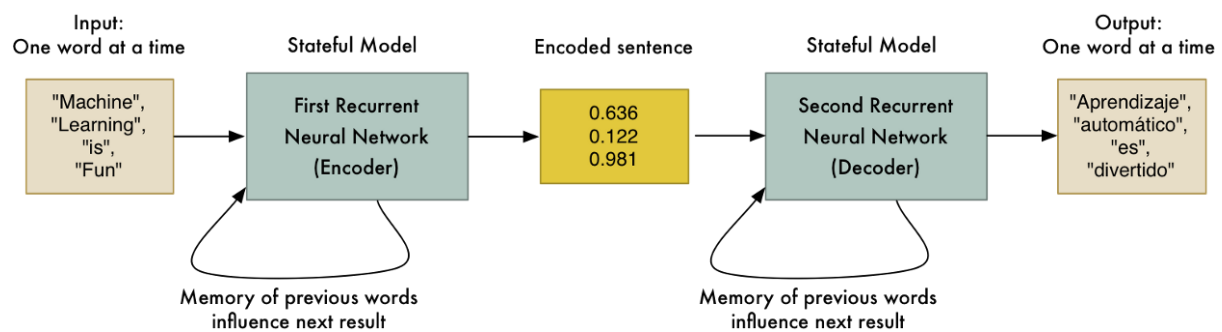 Input:
One word at a time
"Machine",
"Learning",
"is",
"Fun"
Stateful Model
First Recurrent
Neural Network
(Encoder)
Memory of previous words
influence next result
Encoded sentence
0.636
0.122
0.981
Stateful Model
Second Recurrent
Neural Network
(Decoder)
Memory of previous words
influence next result
Output:
One word at a time
"Aprendizaje",
"automático",
"es",
"divertido"